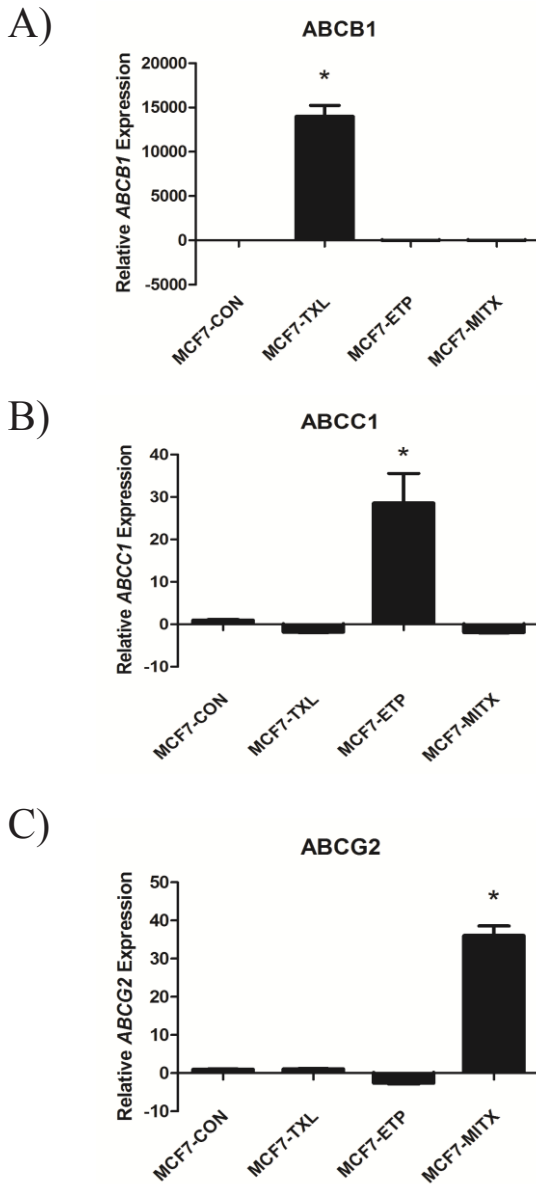 A)
ABCB1
Relative ABCB1 Expression
20000
15000
10000
5000
0
-5000
*
MCF7-CON
MCF7-TXL
MCF7-ETP
MCF7-MITX
B)
ABCC1
Relative ABCC1 Expression
40
30
20
10
0
-10
*
MCF7-CON
MCF7-TXL
MCF7-ETP
MCF7-MITX
C)
ABCG2
Relative ABCG2 Expression
50
40
30
20
10
0
-10
*
MCF7-CON
MCF7-TXL
MCF7-ETP
MCF7-MITX